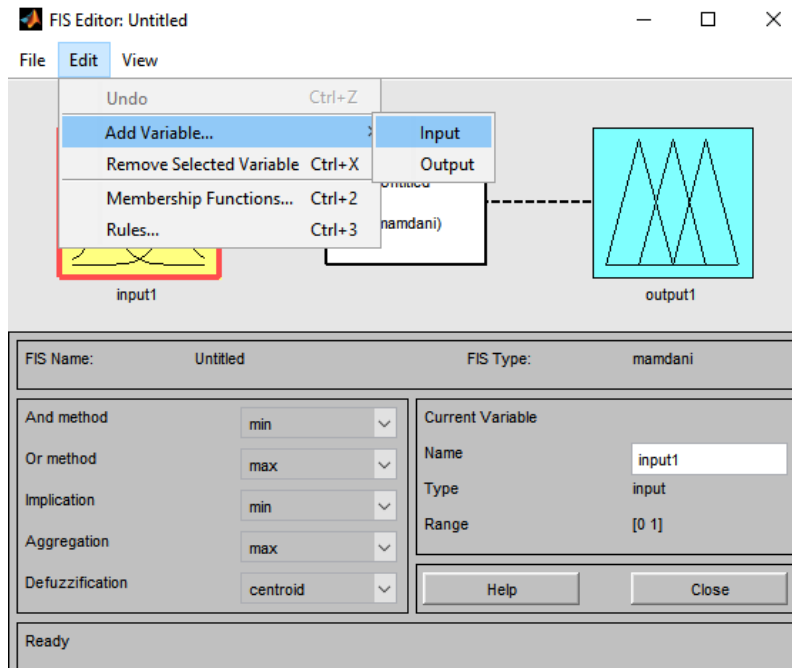 FIS Editor: Untitled
File Edit View
Undo Ctrl+Z
Add Variable... Input
Remove Selected Variable Ctrl+X Output
Membership Functions... Ctrl+2
Rules... Ctrl+3
Untitled
mamdani)
input1
output1
FIS Name: Untitled FIS Type: mamdani
And method min
Or method max
Implication min
Aggregation max
Defuzzification centroid
Current Variable
Name input1
Type input
Range [0 1]
Help Close
Ready